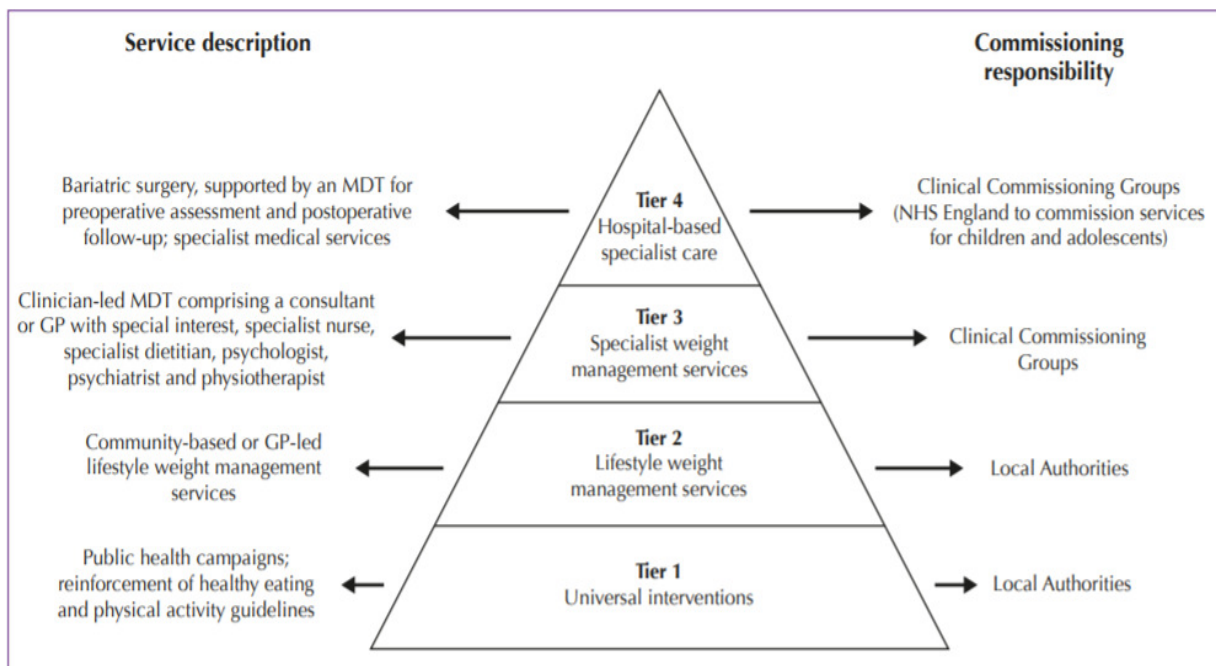 Service description
Commissioning
responsibility
Bariatric surgery, supported by an MDT for
preoperative assessment and postoperative
follow-up; specialist medical services
Tier 4
Hospital-based
specialist care
Clinical Commissioning Groups
(NHS England to commission services
for children and adolescents)
Clinician-led MDT comprising a consultant
or GP with special interest, specialist nurse,
specialist dietitian, psychologist,
psychiatrist and physiotherapist
Tier 3
Specialist weight
management services
Clinical Commissioning
Groups
Community-based or GP-led
lifestyle weight management
services
Tier 2
Lifestyle weight
management services
Local Authorities
Public health campaigns;
reinforcement of healthy eating
and physical activity guidelines
Tier 1
Universal interventions
Local Authorities